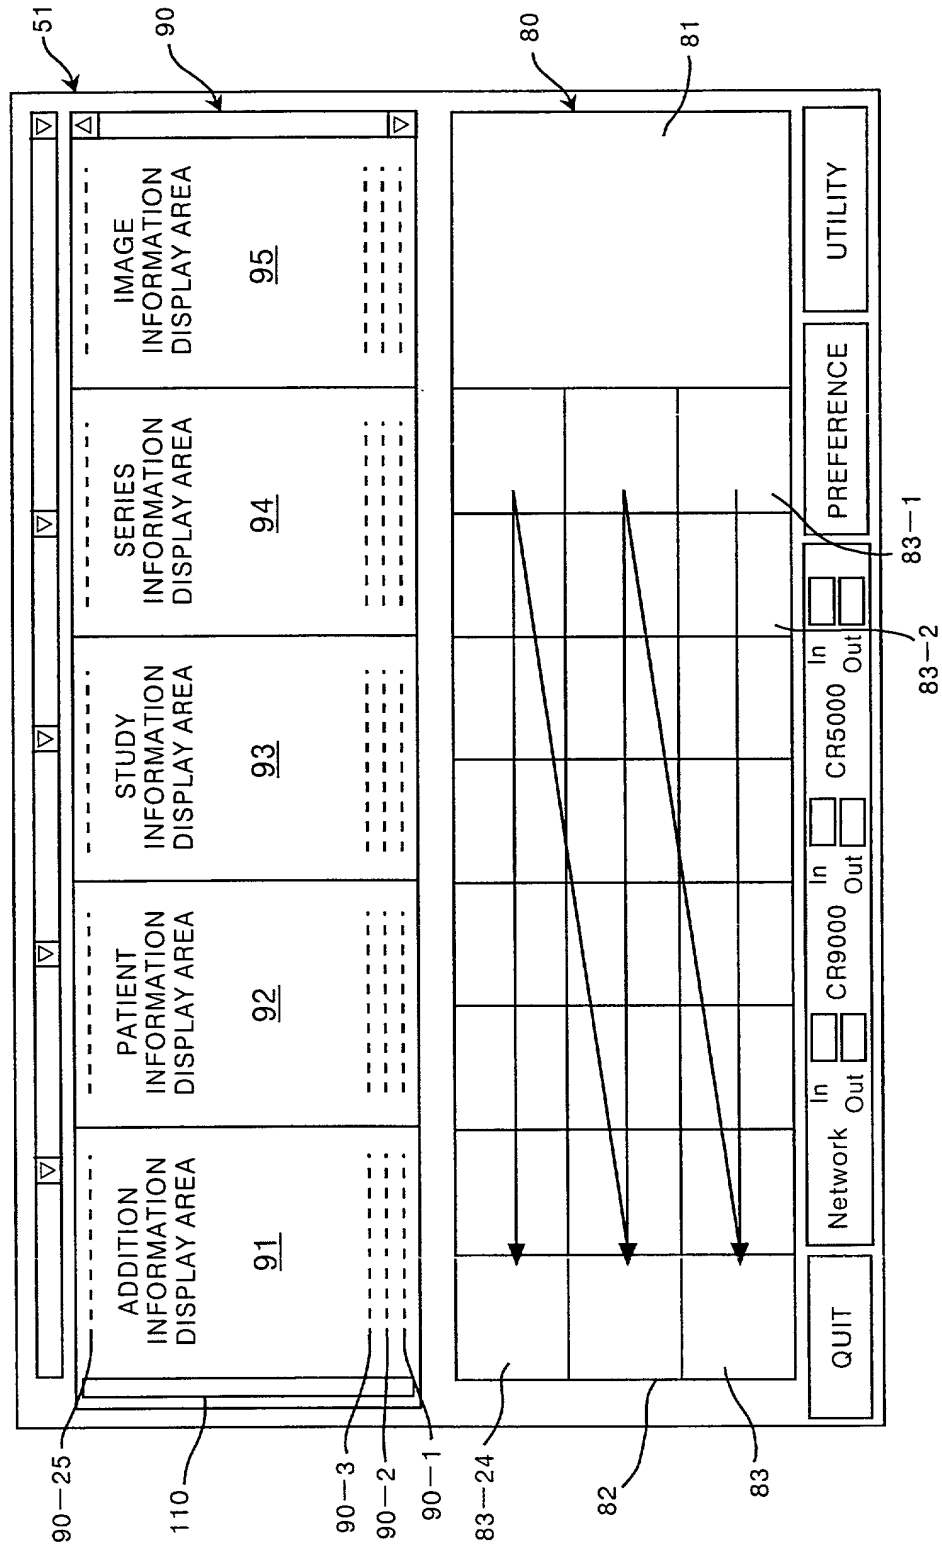 51
90
80
81
ADDITION
INFORMATION
DISPLAY AREA
91
PATIENT
INFORMATION
DISPLAY AREA
92
STUDY
INFORMATION
DISPLAY AREA
93
SERIES
INFORMATION
DISPLAY AREA
94
IMAGE
INFORMATION
DISPLAY AREA
95
90—25
110
90—3
90—2
90—1
83—24
82
83
83—2
83—1
QUIT
Network
In
Out
CR9000
In
Out
CR5000
In
Out
PREFERENCE
UTILITY